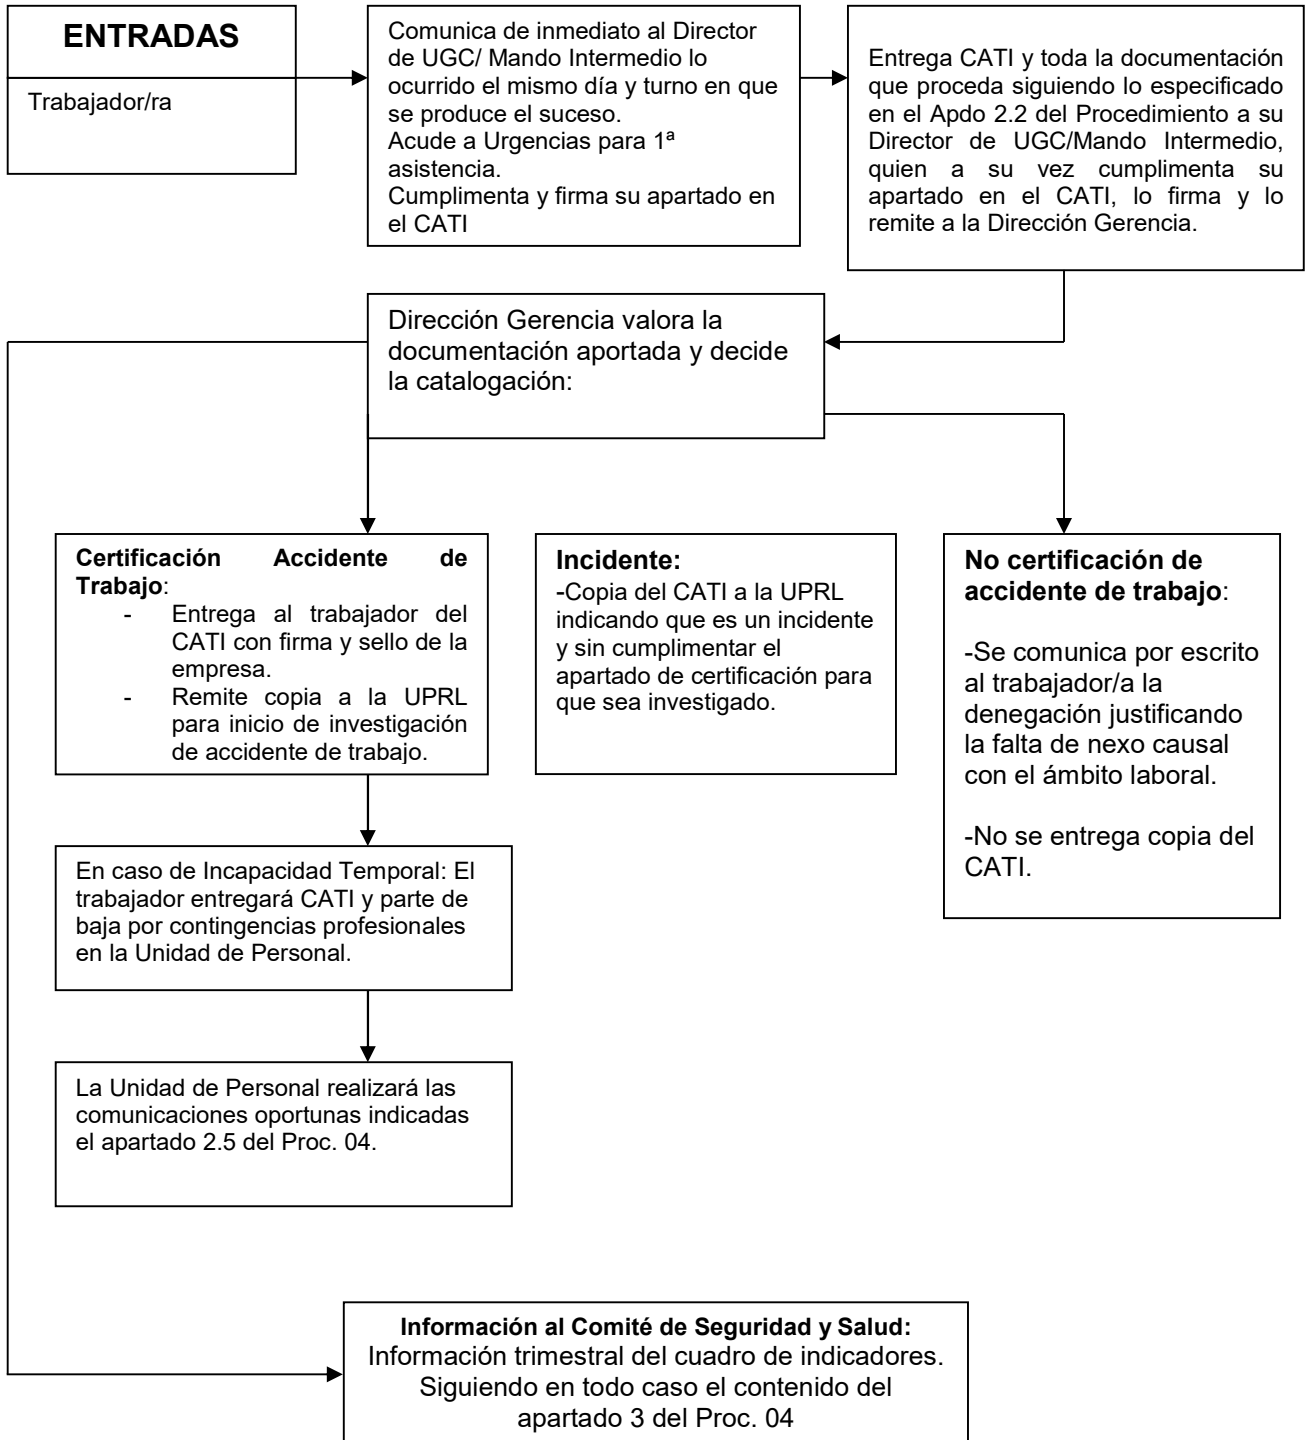 ENTRADAS
Trabajador/ra
Comunica de inmediato al Director
de UGC/ Mando Intermedio lo
ocurrido el mismo día y turno en que
se produce el suceso.
Acude a Urgencias para 1ª
asistencia.
Cumplimenta y firma su apartado en
el CATI
Entrega CATI y toda la documentación
que proceda siguiendo lo especificado
en el Apdo 2.2 del Procedimiento a su
Director de UGC/Mando Intermedio,
quien a su vez cumplimenta su
apartado en el CATI, lo firma y lo
remite a la Dirección Gerencia.
Dirección Gerencia valora la
documentación aportada y decide
la catalogación:
Certificación Accidente de
Trabajo:
- Entrega al trabajador del
CATI con firma y sello de la
empresa.
- Remite copia a la UPRL
para inicio de investigación
de accidente de trabajo.
Incidente:
-Copia del CATI a la UPRL
indicando que es un incidente
y sin cumplimentar el
apartado de certificación para
que sea investigado.
No certificación de
accidente de trabajo:
-Se comunica por escrito
al trabajador/a la
denegación justificando
la falta de nexo causal
con el ámbito laboral.
-No se entrega copia del
CATI.
En caso de Incapacidad Temporal: El
trabajador entregará CATI y parte de
baja por contingencias profesionales
en la Unidad de Personal.
La Unidad de Personal realizará las
comunicaciones oportunas indicadas
el apartado 2.5 del Proc. 04.
Información al Comité de Seguridad y Salud:
Información trimestral del cuadro de indicadores.
Siguiendo en todo caso el contenido del
apartado 3 del Proc. 04